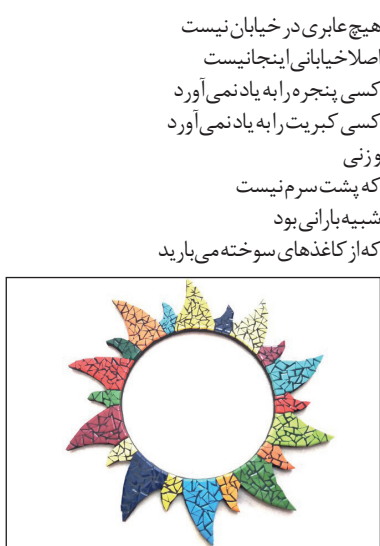 هیچ عابری در خیابان نیست
اصلا خیابانی اینجا نیست
کسی پنجره را به یاد نمی‌آورد
کسی کبریت را به یاد نمی‌آورد
و زنی
که پشت سرم نیست
شبیه بارانی بود
که از کاغذهای سوخته می‌بارید